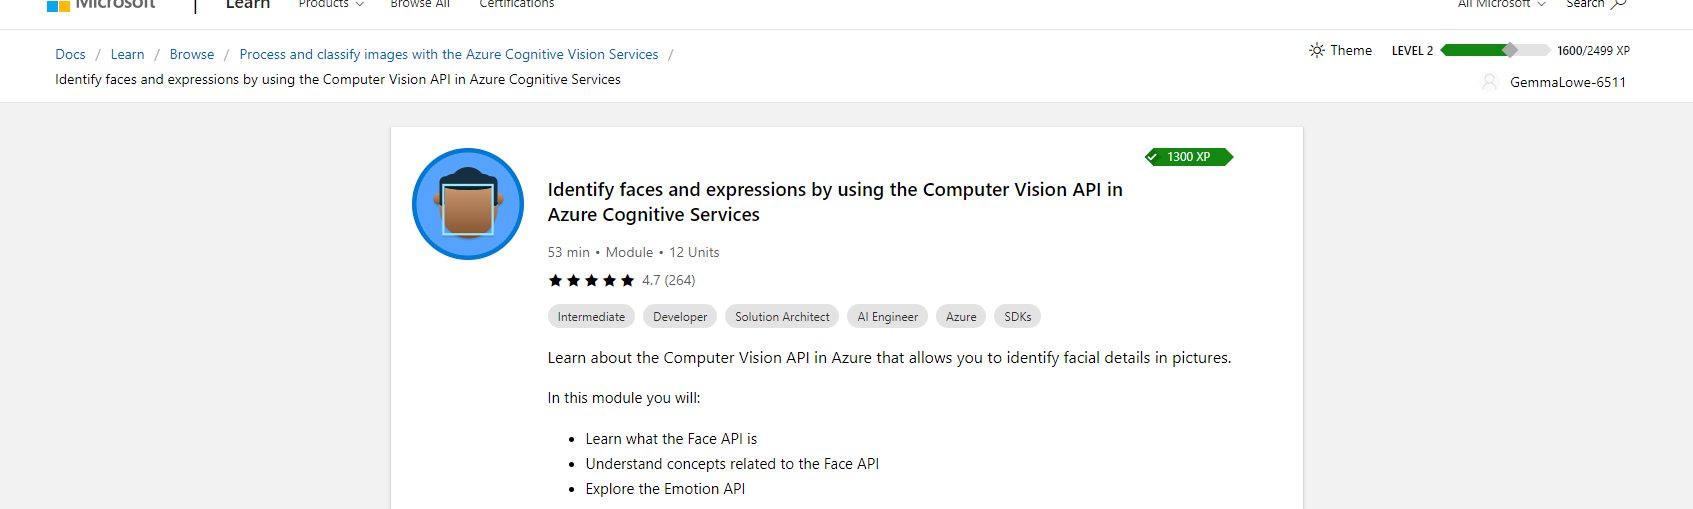 Microsoft | Learn Products Browse All Certifications All Microsoft Search
Docs / Learn / Browse / Process and classify images with the Azure Cognitive Vision Services /
Identify faces and expressions by using the Computer Vision API in Azure Cognitive Services
Theme LEVEL 2 1600/2499 XP
GemmaLowe-6511
1300 XP
Identify faces and expressions by using the Computer Vision API in
Azure Cognitive Services
53 min • Module • 12 Units
4.7 (264)
Intermediate Developer Solution Architect AI Engineer Azure SDKs
Learn about the Computer Vision API in Azure that allows you to identify facial details in pictures.
In this module you will:
• Learn what the Face API is
• Understand concepts related to the Face API
• Explore the Emotion API